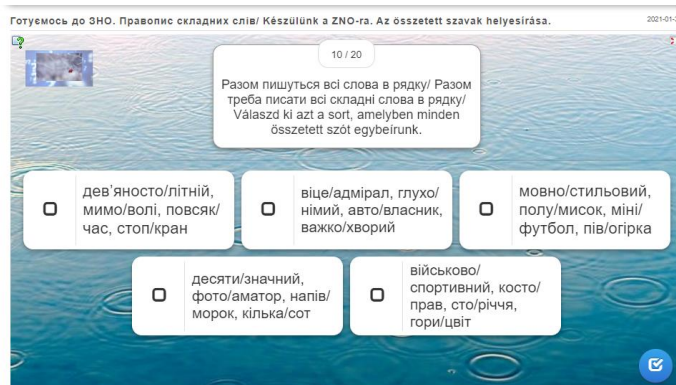 Готуємось до ЗНО. Правопис складних слів/ Készülünk a ZNO-ra. Az összetett szavak helyesírása.
10 / 20
Разом пишуться всі слова в рядку/ Разом
треба писати всі складні слова в рядку/
Válaszd ki azt a sort, amelyben minden
összetett szót egybeírunk.
дев'яносто/літній,
мимо/волі, повсяк/
час, стоп/кран
віце/адмірал, глухо/
німий, авто/власник,
важко/хворий
мовно/стильовий,
полу/мисок, міні/
футбол, пів/огірка
десяти/значний,
фото/аматор, напів/
морок, кілька/сот
військово/
спортивний, косто/
прав, сто/річчя,
гори/цвіт